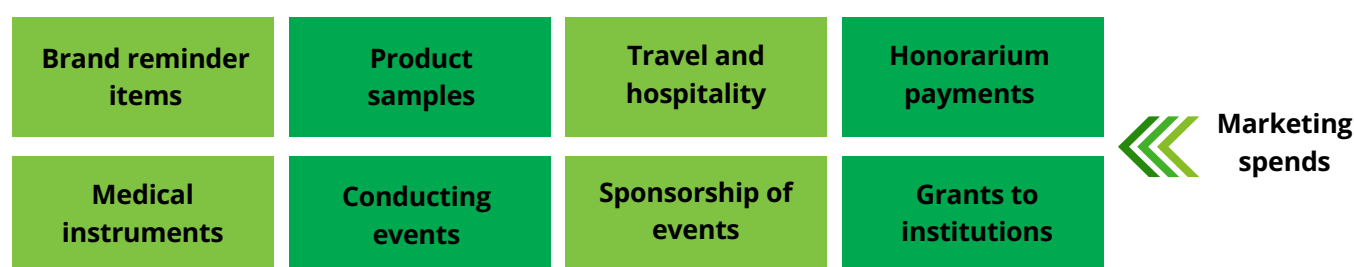 Brand reminder
items
Product
samples
Travel and
hospitality
Honorarium
payments
Marketing
spends
Medical
instruments
Conducting
events
Sponsorship of
events
Grants to
institutions